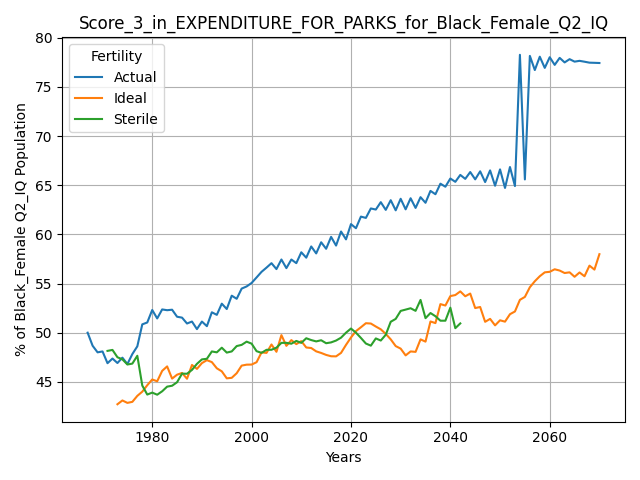 Score_3_in_EXPENDITURE_FOR_PARKS_for_Black_Female_Q2_IQ
Fertility
Actual
Ideal
Sterile
% of Black_Female Q2_IQ Population
80
75
70
65
60
55
50
45
1980
2000
2020
2040
2060
Years